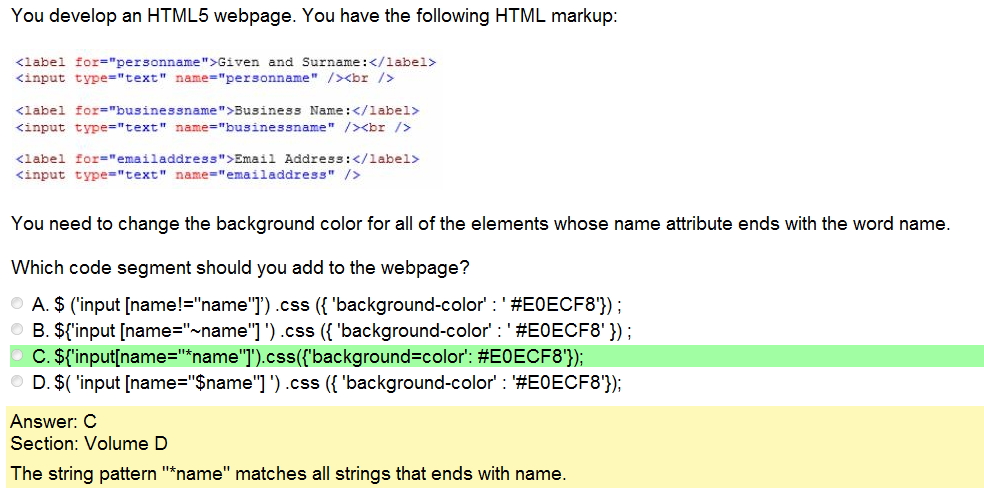 You develop an HTML5 webpage. You have the following HTML markup:
<label for="personname">Given and Surname:</label>
<input type="text" name="personname" /><br />
<label for="businessname">Business Name:</label>
<input type="text" name="businessname" /><br />
<label for="emailaddress">Email Address:</label>
<input type="text" name="emailaddress" />
You need to change the background color for all of the elements whose name attribute ends with the word name.
Which code segment should you add to the webpage?
A. $ ('input [name!="name"]') .css ({ 'background-color' : ' #E0ECF8'}) ;
B. ${'input [name="~name"] ') .css ({ 'background-color' : ' #E0ECF8' }) ;
C. ${'input[name="*name"]').css({'background=color': #E0ECF8'});
D. $( 'input [name="$name"] ') .css ({ 'background-color' : '#E0ECF8'});
Answer: C
Section: Volume D
The string pattern "*name" matches all strings that ends with name.